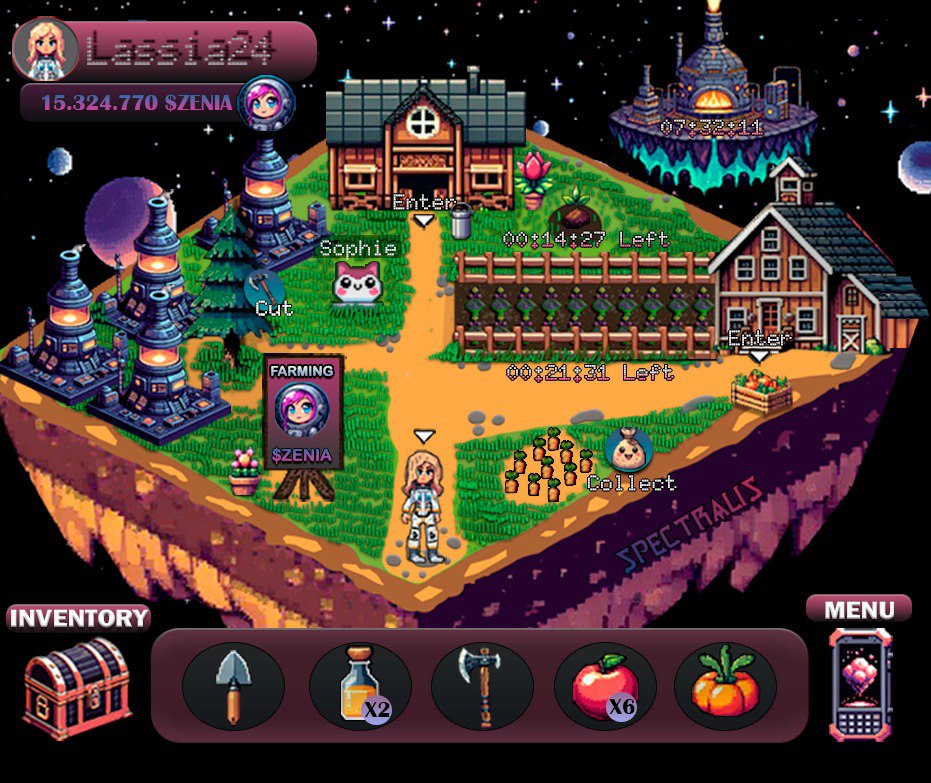 Lassia24
15.324.770 $ZENIA
07:32:11
Enter
Sophie
00:14:27 Left
Cut
Enter
FARMING
00:21:31 Left
$ZENIA
Collect
SPECTRALIS
INVENTORY
MENU
X2
X6